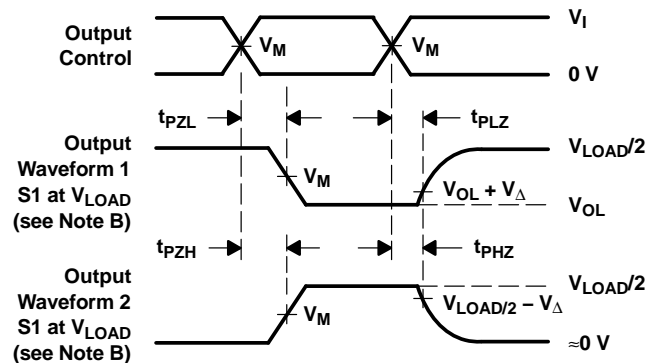 Output
Control
V_M
V_M
V_I
0 V
t_PZL
t_PLZ
Output
Waveform 1
S1 at V_LOAD
(see Note B)
V_M
V_OL + V_Δ
V_LOAD/2
V_OL
t_PZH
t_PHZ
Output
Waveform 2
S1 at V_LOAD
(see Note B)
V_M
V_LOAD/2 − V_Δ
V_LOAD/2
≈0 V